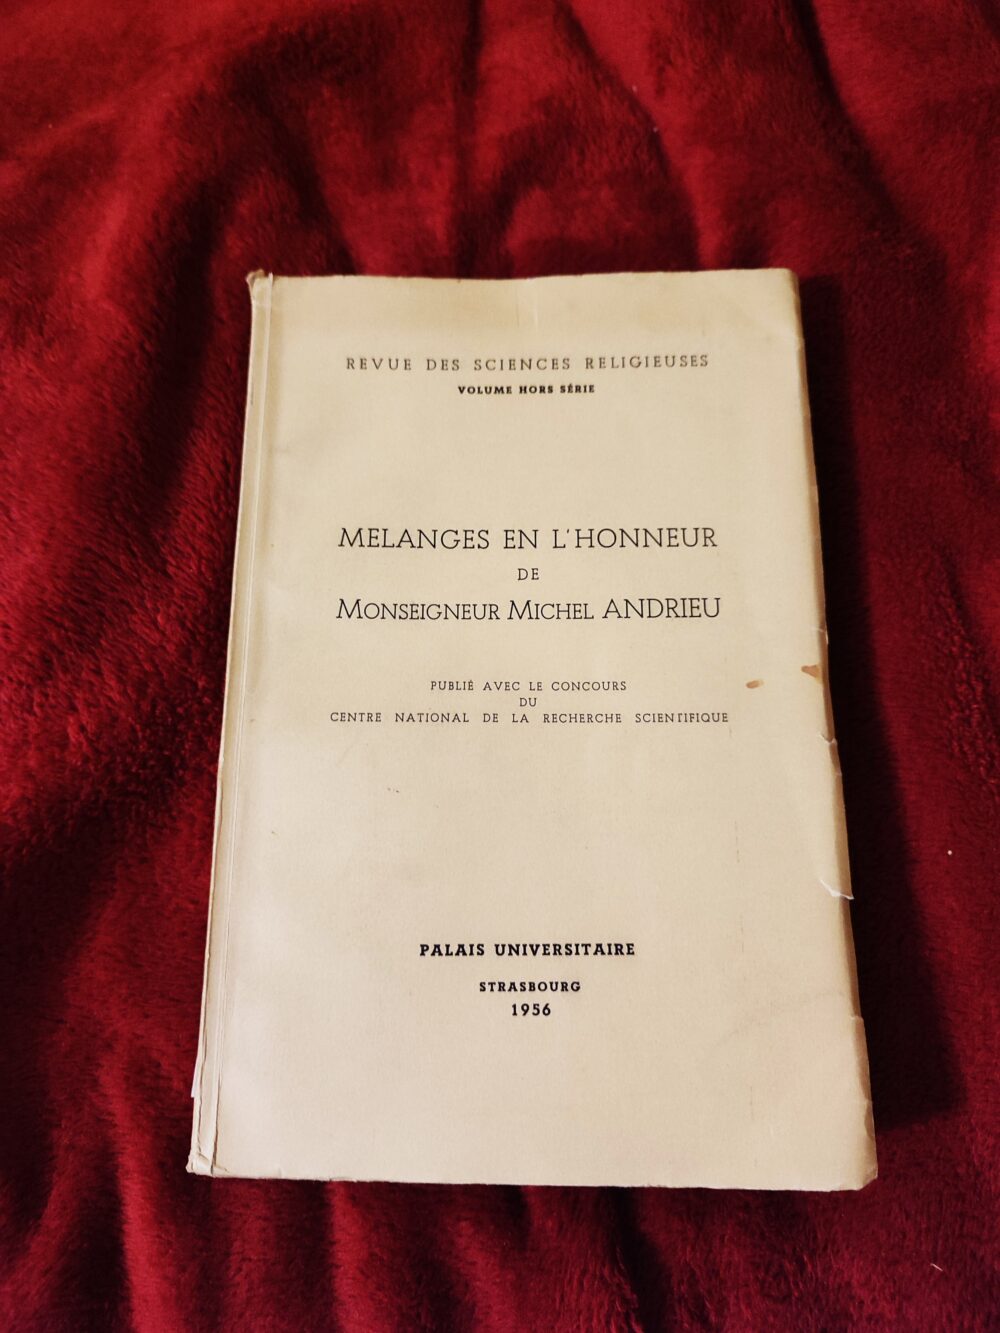 REVUE DES SCIENCES RELIGIEUSES
VOLUME HORS SÉRIE
MELANGES EN L'HONNEUR
DE
MONSEIGNEUR MICHEL ANDRIEU
PUBLIÉ AVEC LE CONCOURS
DU
CENTRE NATIONAL DE LA RECHERCHE SCIENTIFIQUE
PALAIS UNIVERSITAIRE
STRASBOURG
1956